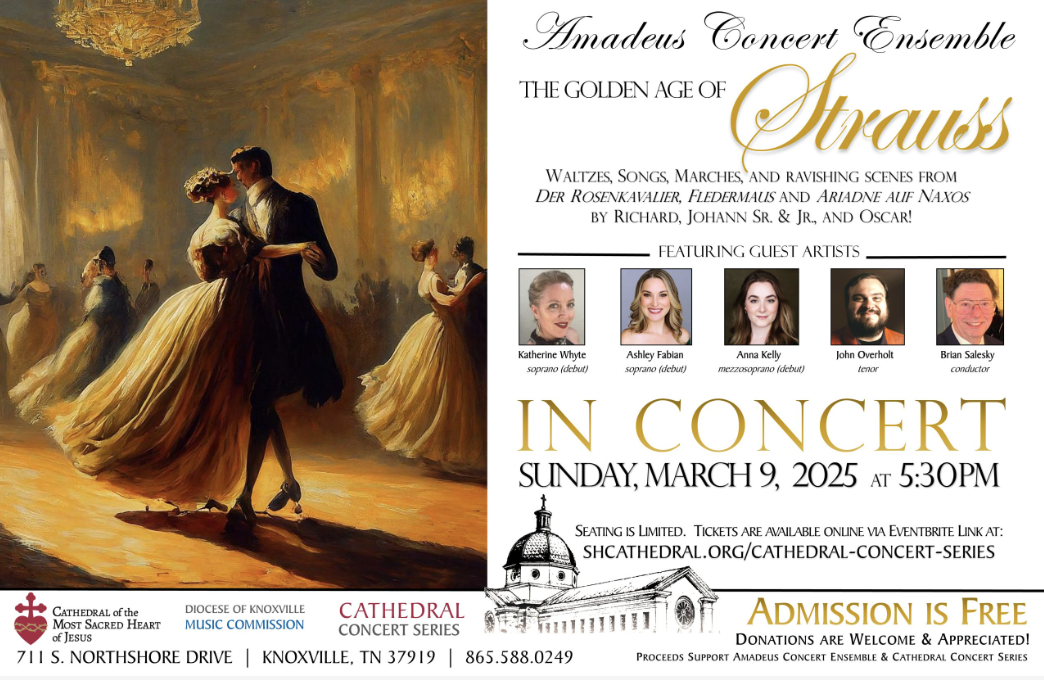 Amadeus Concert Ensemble
THE GOLDEN AGE OF
Strauss
WALTZES, SONGS, MARCHES, AND RAVISHING SCENES FROM
DER ROSENKAVALIER, FLEDERMAUS AND ARIADNE AUF NAXOS
BY RICHARD, JOHANN SR. & JR., AND OSCAR!
FEATURING GUEST ARTISTS
Katherine Whyte
soprano (debut)
Ashley Fabian
soprano (debut)
Anna Kelly
mezzosoprano (debut)
John Overholt
tenor
Brian Salesky
conductor
IN CONCERT
SUNDAY, MARCH 9, 2025 AT 5:30PM
SEATING IS LIMITED. TICKETS ARE AVAILABLE ONLINE VIA EVENTBRITE LINK AT:
SHCATHEDRAL.ORG/CATHEDRAL-CONCERT-SERIES
CATHEDRAL of the
MOST SACRED HEART
of JESUS
DIOCESE OF KNOXVILLE
MUSIC COMMISSION
CATHEDRAL
CONCERT SERIES
ADMISSION IS FREE
DONATIONS ARE WELCOME & APPRECIATED!
PROCEEDS SUPPORT AMADEUS CONCERT ENSEMBLE & CATHEDRAL CONCERT SERIES
711 S. NORTHSHORE DRIVE | KNOXVILLE, TN 37919 | 865.588.0249